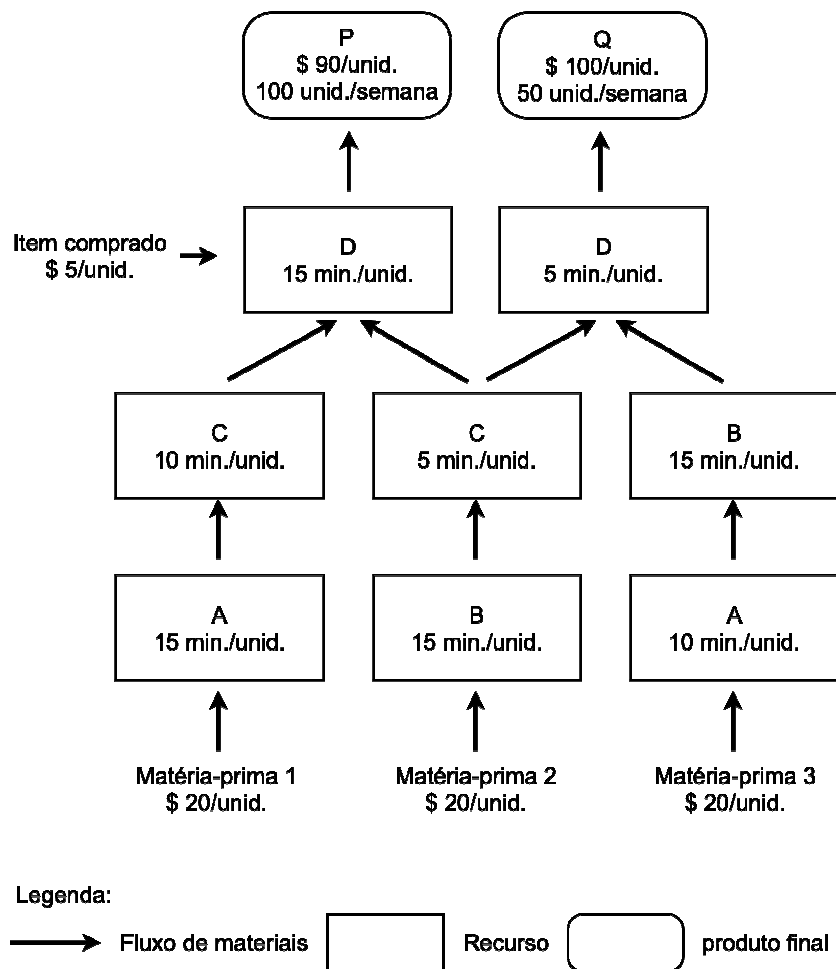 P
$ 90/unid.
100 unid./semana
Q
$ 100/unid.
50 unid./semana
Item comprado
$ 5/unid.
D
15 min./unid.
D
5 min./unid.
C
10 min./unid.
C
5 min./unid.
B
15 min./unid.
A
15 min./unid.
B
15 min./unid.
A
10 min./unid.
Matéria-prima 1
$ 20/unid.
Matéria-prima 2
$ 20/unid.
Matéria-prima 3
$ 20/unid.
Legenda:
Fluxo de materiais
Recurso
produto final